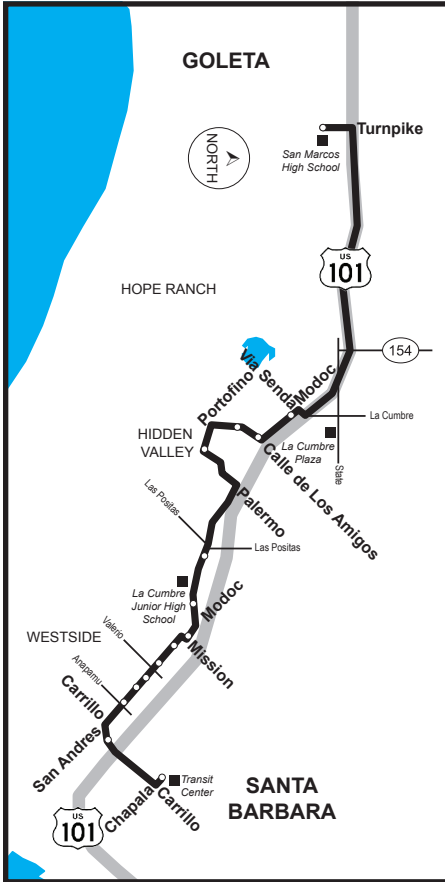 GOLETA
Turnpike
San Marcos
High School
NORTH
US
101
HOPE RANCH
154
Via Senda
Modoc
Portofino
La Cumbre
HIDDEN
VALLEY
La Cumbre
Plaza
State
Calle de Los Amigos
Las Positas
Palermo
Las Positas
La Cumbre
Junior High
School
Modoc
WESTSIDE
Valerio
Mission
Anapamu
Carrillo
San Andres
Transit
Center
Chapala
Carrillo
SANTA
BARBARA
US
101